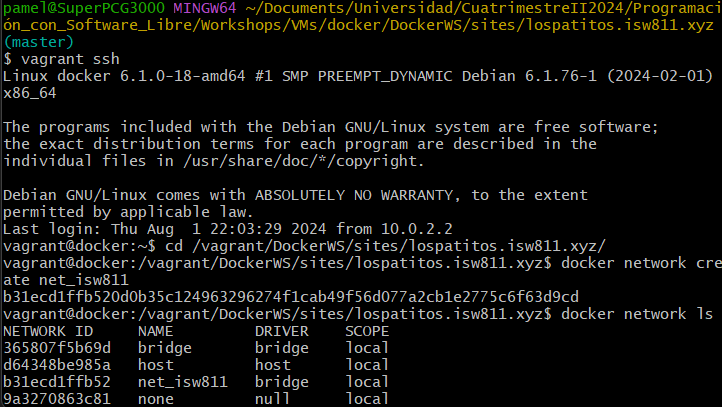 pamel@SuperPCG3000 MINGW64 ~/Documents/Universidad/CuatrimestreII2024/Programaci
ón_con_Software_Libre/Workshops/VMs/docker/DockerWS/sites/lospatitos.isw811.xyz
(master)
$ vagrant ssh
Linux docker 6.1.0-18-amd64 #1 SMP PREEMPT_DYNAMIC Debian 6.1.76-1 (2024-02-01)
x86_64
The programs included with the Debian GNU/Linux system are free software;
the exact distribution terms for each program are described in the
individual files in /usr/share/doc/*/copyright.
Debian GNU/Linux comes with ABSOLUTELY NO WARRANTY, to the extent
permitted by applicable law.
Last login: Thu Aug  1 22:03:29 2024 from 10.0.2.2
vagrant@docker:~$ cd /vagrant/DockerWS/sites/lospatitos.isw811.xyz/
vagrant@docker:/vagrant/DockerWS/sites/lospatitos.isw811.xyz$ docker network cre
ate net_isw811
b31ecd1ffb520d0b35c124963296274f1cab49f56d077a2cb1e2775c6f63d9cd
vagrant@docker:/vagrant/DockerWS/sites/lospatitos.isw811.xyz$ docker network ls
NETWORK ID     NAME         DRIVER    SCOPE
365807f5b69d   bridge       bridge    local
d64348be985a   host         host      local
b31ecd1ffb52   net_isw811   bridge    local
9a3270863c81   none         null      local